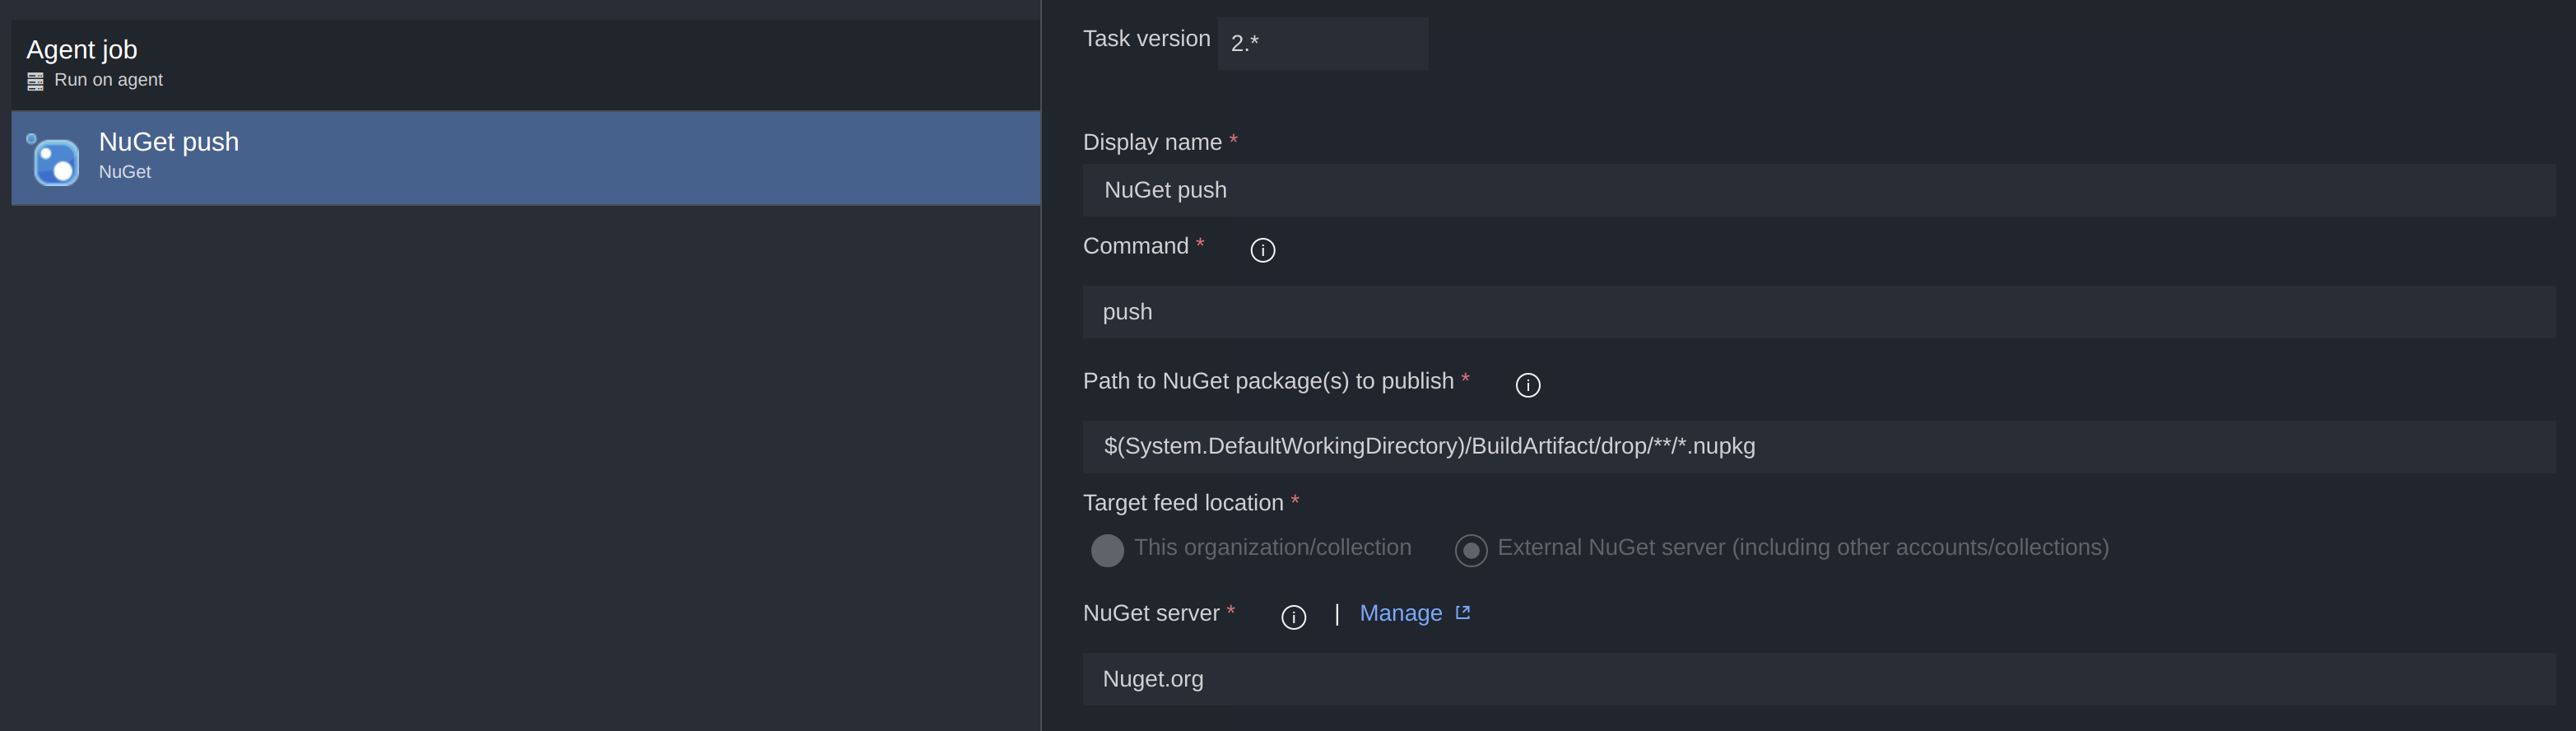 Agent job
Run on agent
NuGet push
NuGet
Task version 2.*
Display name *
NuGet push
Command *
push
Path to NuGet package(s) to publish *
$(System.DefaultWorkingDirectory)/BuildArtifact/drop/**/*.nupkg
Target feed location *
This organization/collection External NuGet server (including other accounts/collections)
NuGet server * | Manage
Nuget.org